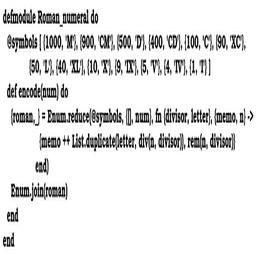 defmodule Roman_numeral do
@symbols [ {1000, 'M'}, {900, 'CM'}, {500, 'D'}, {400, 'CD'}, {100, 'C'}, {90, 'XC'},
{50, 'L'}, {40, 'XL'}, {10, 'X'}, {9, 'IX'}, {5, 'V'}, {4, 'IV'}, {1, 'I'} ]
def encode(num) do
{roman,_} = Enum.reduce(@symbols, {[], num}, fn {divisor, letter}, {memo, n} ->
{memo ++ List.duplicate(letter, div(n, divisor)), rem(n, divisor)}
end)
Enum.join(roman)
end
end